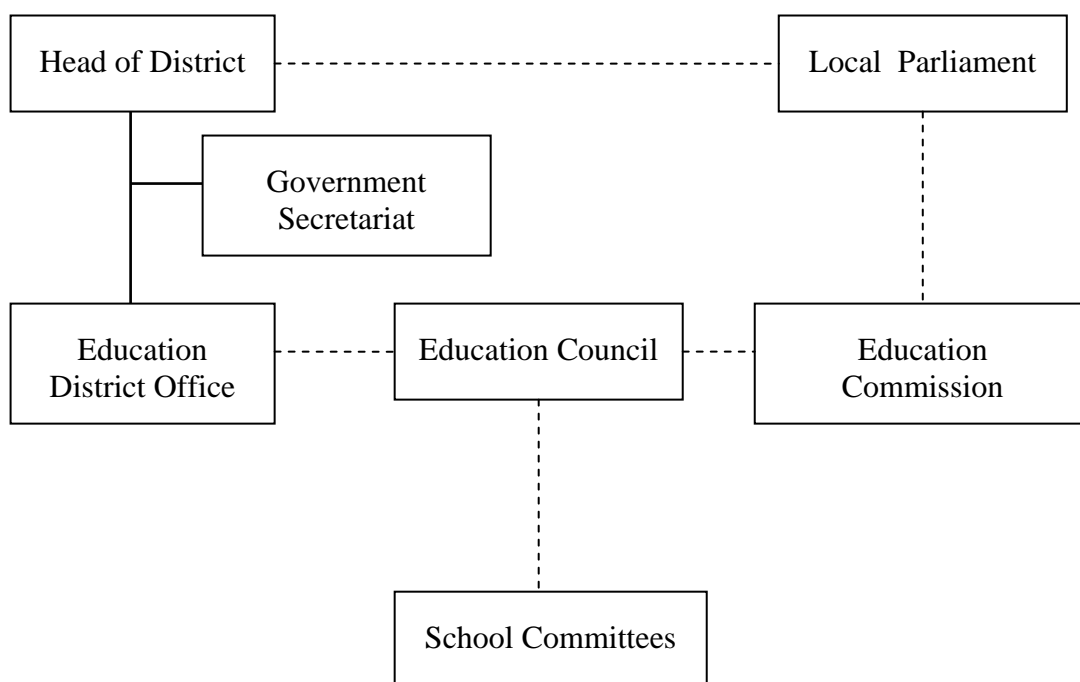 Head of District
Local Parliament
Government
Secretariat
Education
District Office
Education Council
Education
Commission
School Committees